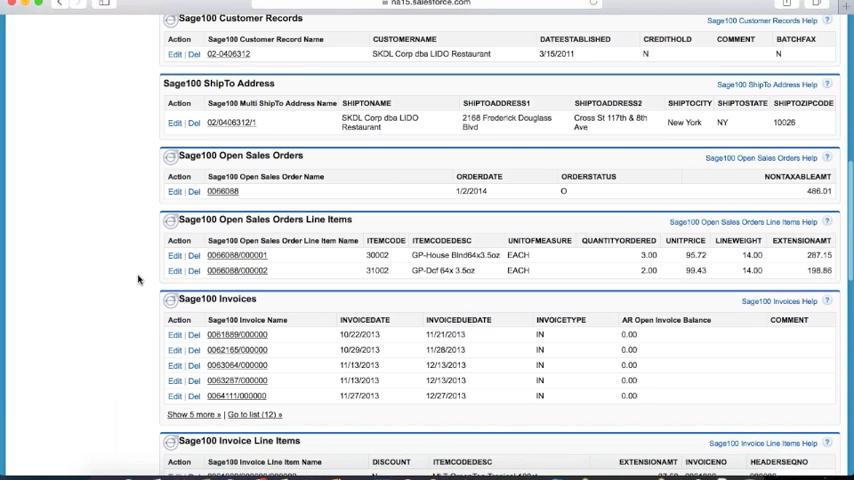 na15.salesforce.com
Sage100 Customer Records
Sage100 Customer Records Help
Action Sage100 Customer Record Name CUSTOMERNAME DATEESTABLISHED CREDITHOLD COMMENT BATCHFAX
Edit | Del 02-0406312 SKDL Corp dba LIDO Restaurant 3/15/2011 N N
Sage100 ShipTo Address
Sage100 ShipTo Address Help
Action Sage100 Multi ShipTo Address Name SHIPTONAME SHIPTOADDRESS1 SHIPTOADDRESS2 SHIPTOCITY SHIPTOSTATE SHIPTOZIPCODE
Edit | Del 02/0406312/1 SKDL Corp dba LIDO Restaurant 2168 Frederick Douglass Blvd Cross St 117th & 8th Ave New York NY 10026
Sage100 Open Sales Orders
Sage100 Open Sales Orders Help
Action Sage100 Open Sales Order Name ORDERDATE ORDERSTATUS NONTAXABLEAMT
Edit | Del 0066088 1/2/2014 O 486.01
Sage100 Open Sales Orders Line Items
Sage100 Open Sales Orders Line Items Help
Action Sage100 Open Sales Order Line Item Name ITEMCODE ITEMCODEDESC UNITOFMEASURE QUANTITYORDERED UNITPRICE LINEWEIGHT EXTENSIONAMT
Edit | Del 0066088/000001 30002 GP-House Blnd64x3.5oz EACH 3.00 95.72 14.00 287.15
Edit | Del 0066088/000002 31002 GP-Dcf 64x 3.5oz EACH 2.00 99.43 14.00 198.86
Sage100 Invoices
Sage100 Invoices Help
Action Sage100 Invoice Name INVOICEDATE INVOICEDUEDATE INVOICETYPE AR Open Invoice Balance COMMENT
Edit | Del 0061889/000000 10/22/2013 11/21/2013 IN 0.00
Edit | Del 0062165/000000 10/29/2013 11/28/2013 IN 0.00
Edit | Del 0063064/000000 11/13/2013 12/13/2013 IN 0.00
Edit | Del 0063287/000000 11/13/2013 12/13/2013 IN 0.00
Edit | Del 0064111/000000 11/27/2013 12/27/2013 IN 0.00
Show 5 more » | Go to list (12) »
Sage100 Invoice Line Items
Sage100 Invoice Line Items Help
Action Sage100 Invoice Line Item Name DISCOUNT ITEMCODEDESC EXTENSIONAMT INVOICENO HEADERSEQNO